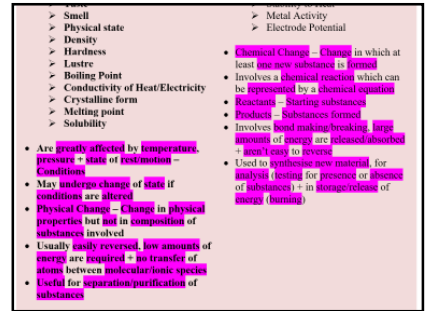 Smell
Physical state
Density
Hardness
Lustre
Boiling Point
Conductivity of Heat/Electricity
Crystalline form
Melting point
Solubility
• Are greatly affected by temperature,
pressure + state of rest/motion –
Conditions
• May undergo change of state if
conditions are altered
• Physical Change – Change in physical
properties but not in composition of
substances involved
• Usually easily reversed, low amounts of
energy are required + no transfer of
atoms between molecular/ionic species
• Useful for separation/purification of
substances
Metal Activity
Electrode Potential
• Chemical Change – Change in which at
least one new substance is formed
• Involves a chemical reaction which can
be represented by a chemical equation
• Reactants – Starting substances
• Products – Substances formed
• Involves bond making/breaking, large
amounts of energy are released/absorbed
+ aren't easy to reverse
• Used to synthesise new material, for
analysis (testing for presence or absence
of substances) + in storage/release of
energy (burning)